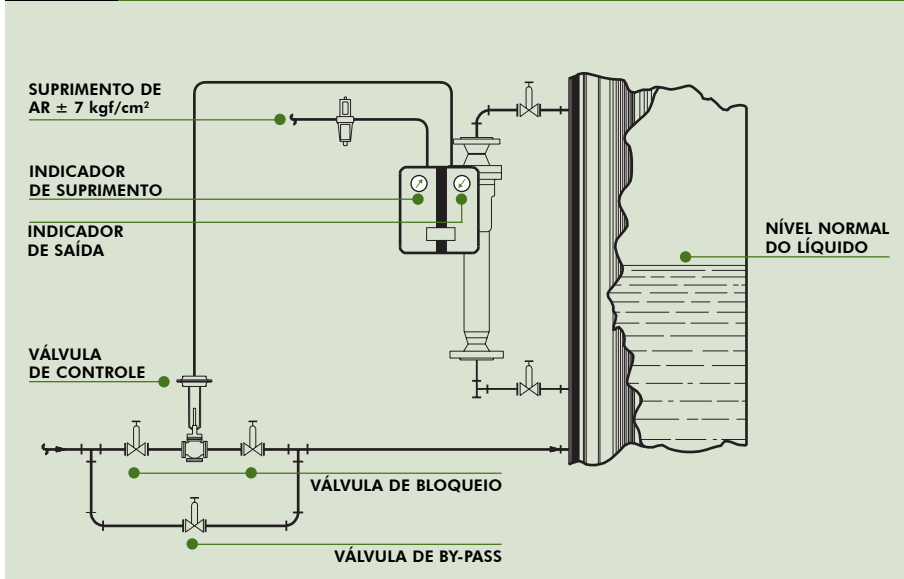 SUPRIMENTO DE
AR ± 7 kgf/cm²
INDICADOR
DE SUPRIMENTO
INDICADOR
DE SAÍDA
NÍVEL NORMAL
DO LÍQUIDO
VÁLVULA
DE CONTROLE
VÁLVULA DE BLOQUEIO
VÁLVULA DE BY-PASS